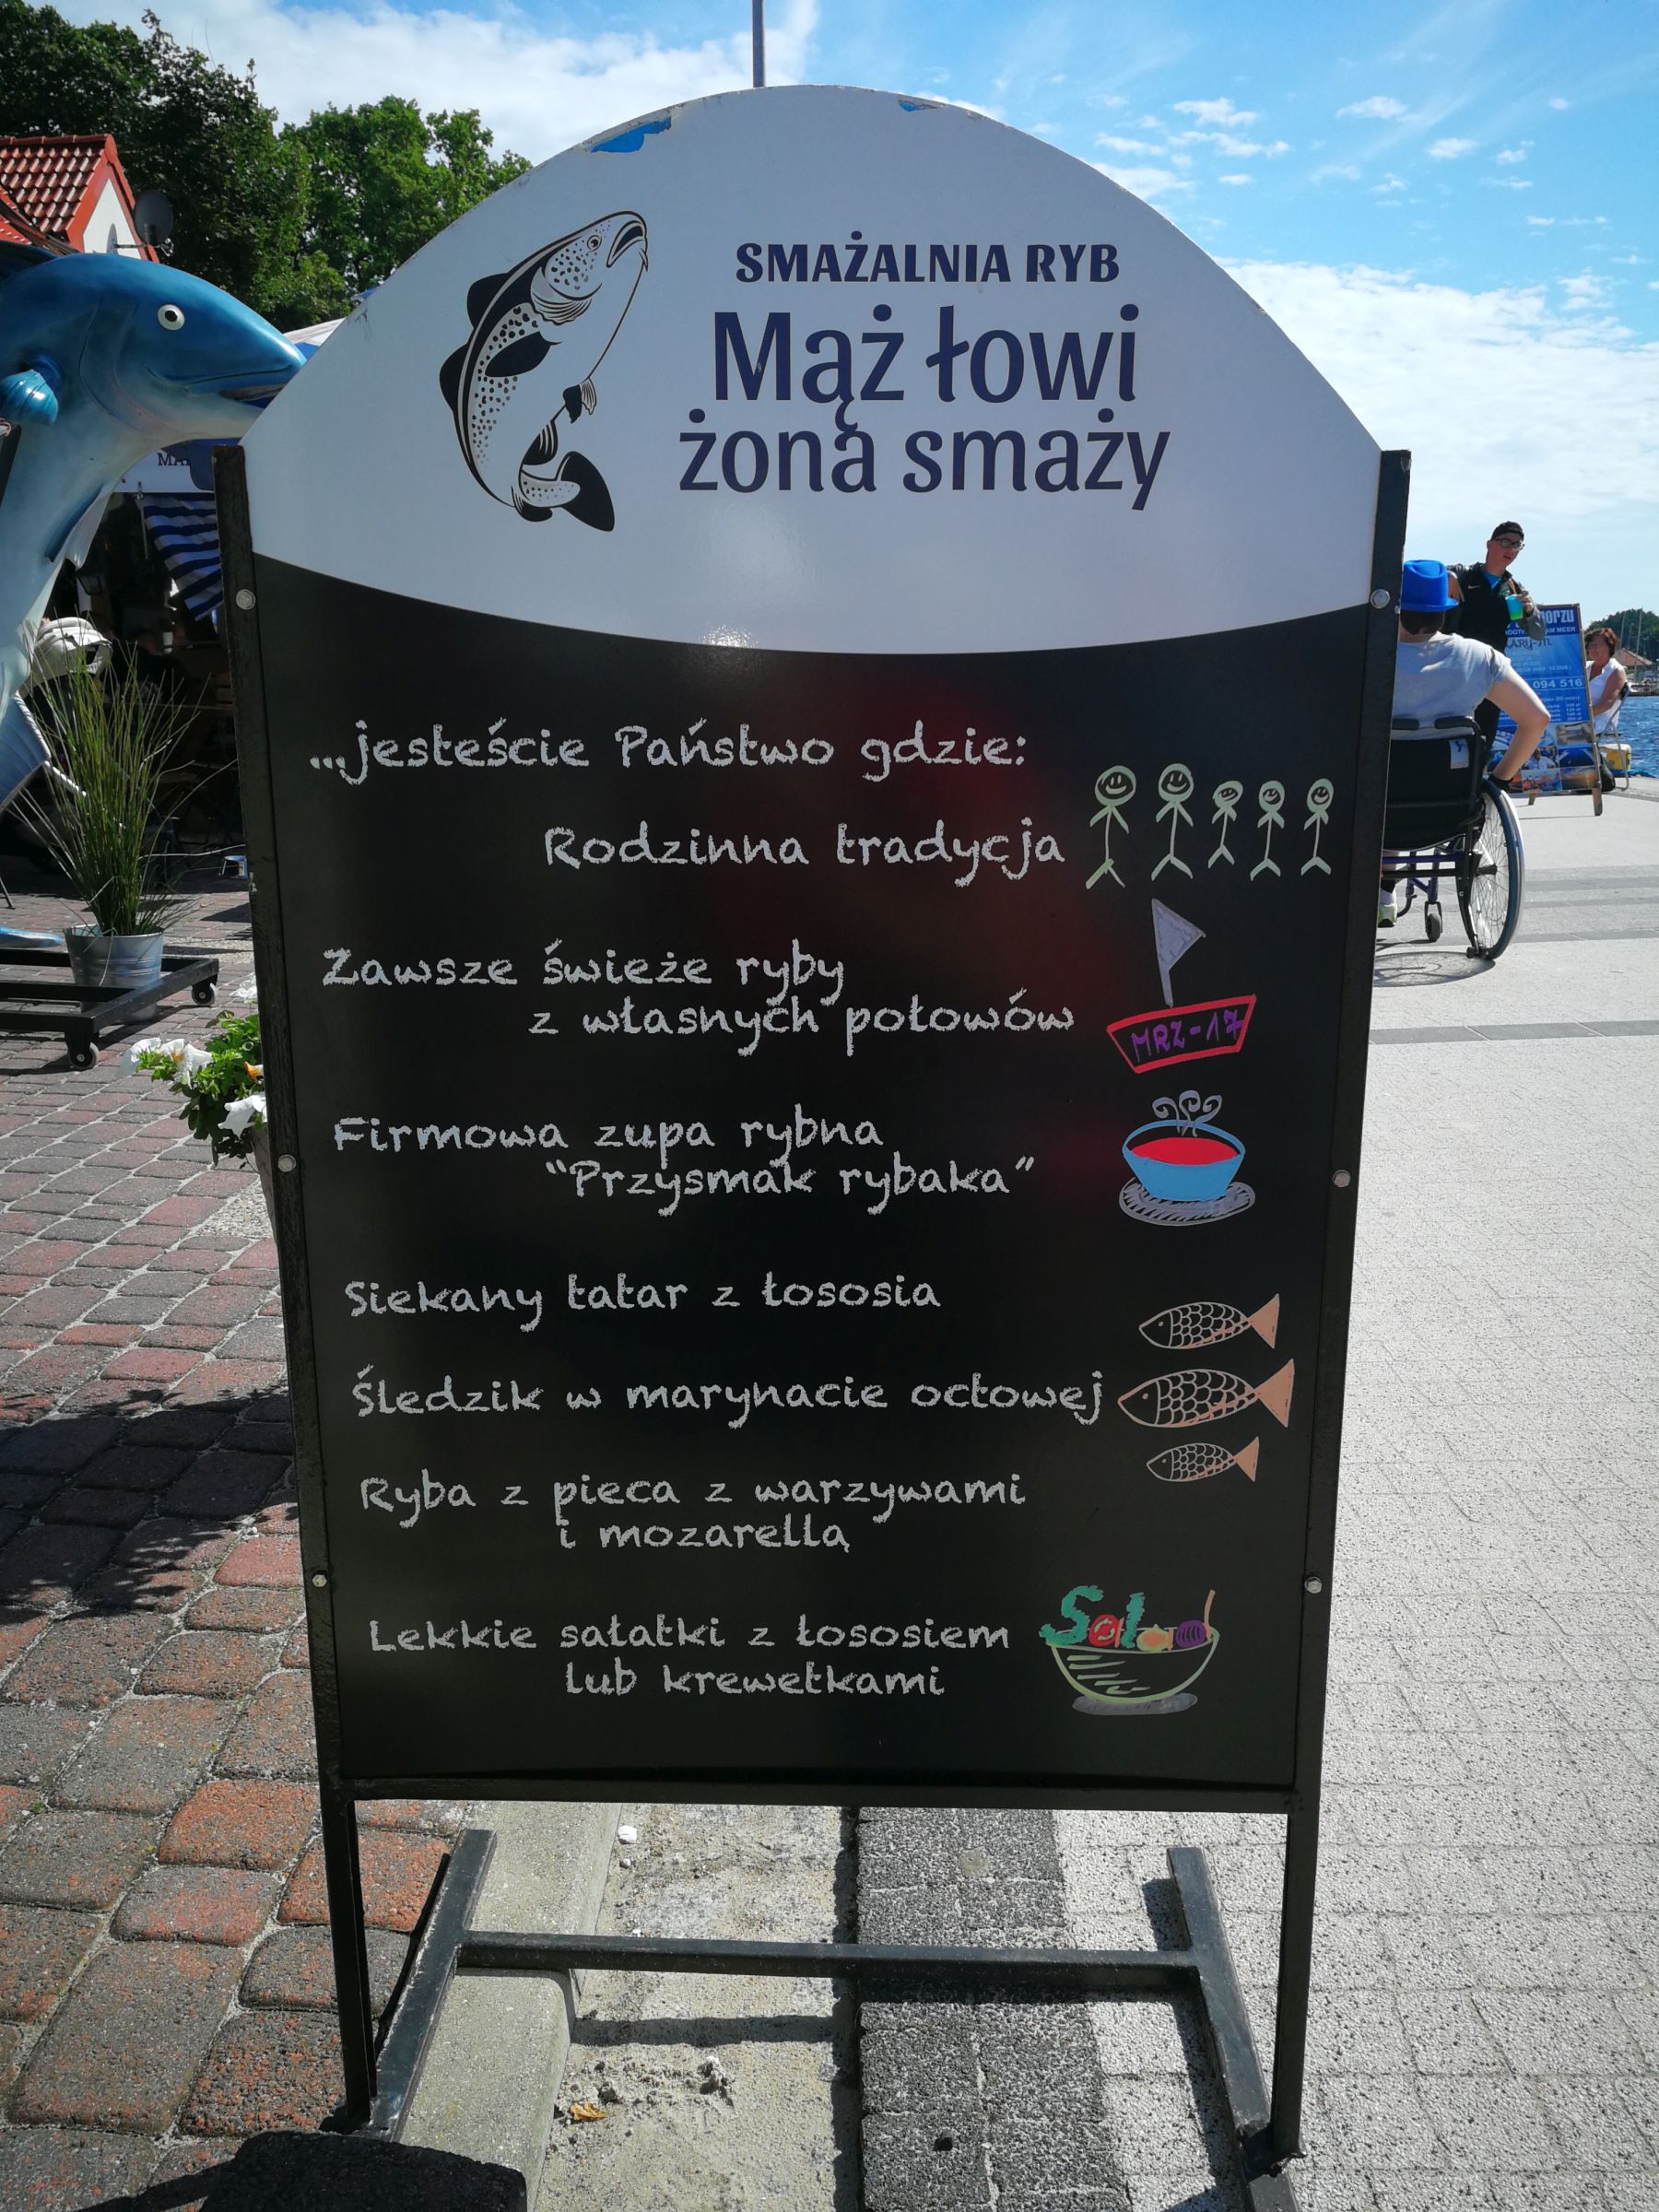 SMAŻALNIA RYB
Mąż łowi
żona smaży
...jesteście Państwo gdzie:
Rodzinna tradycja
Zawsze świeże ryby
z własnych połowów
MRZ-17
Firmowa zupa rybna
"Przysmak rybaka"
Siekany tatar z łososia
Śledzik w marynacie octowej
Ryba z pieca z warzywami
i mozarellą
Lekkie sałatki z łososiem
lub krewetkami
094 516